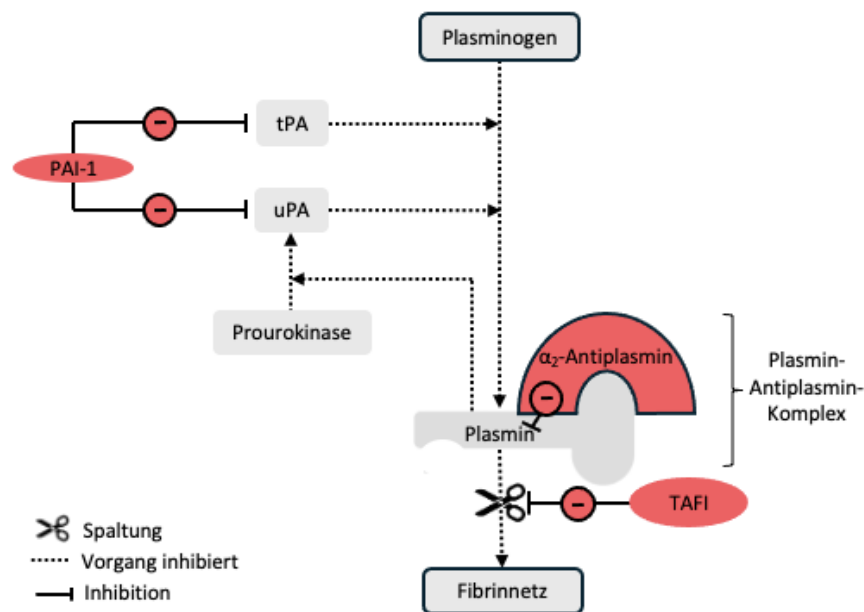 Plasminogen
tPA
PAI-1
uPA
Prourokinase
α₂-Antiplasmin
Plasmin-
Antiplasmin-
Komplex
Plasmin
TAFI
Spaltung
Vorgang inhibiert
Inhibition
Fibrinnetz